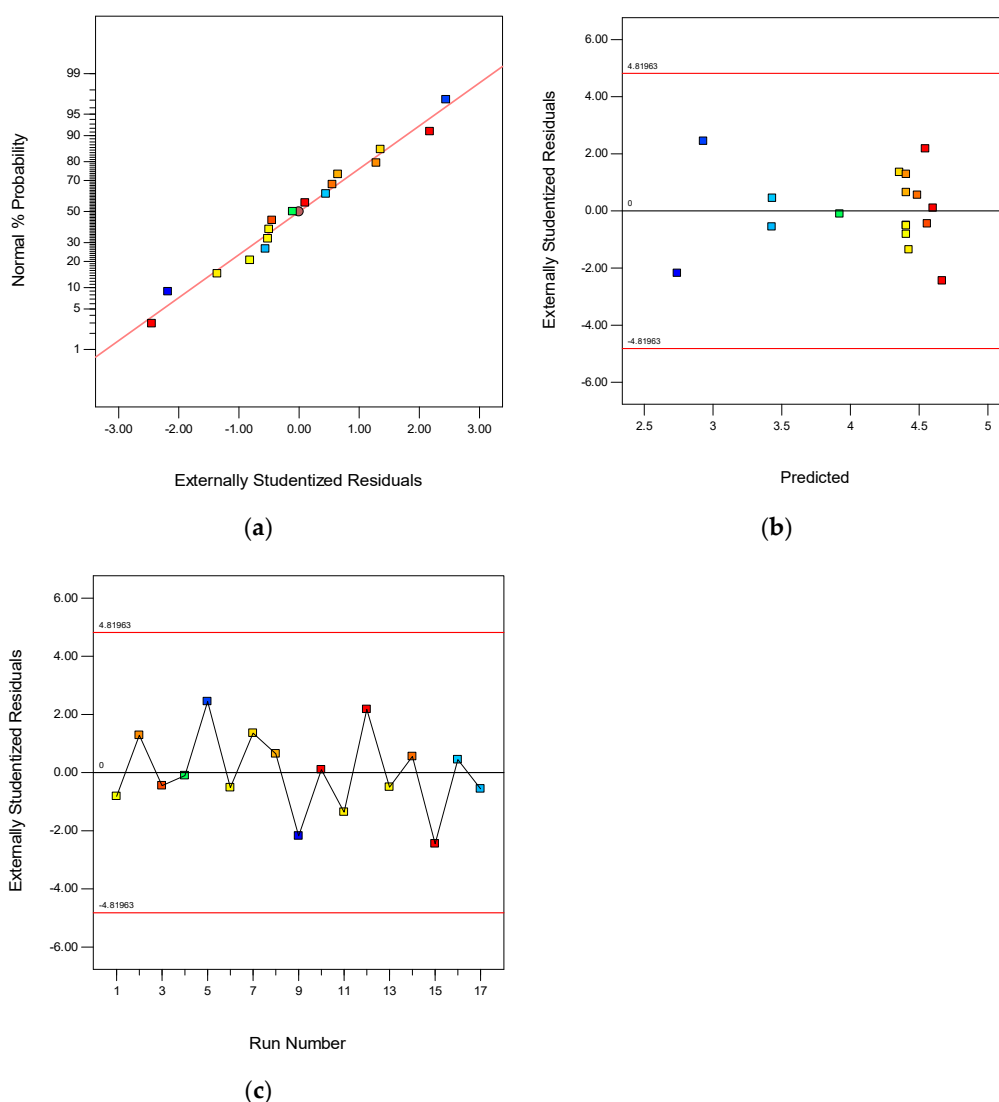 99
95
90
80
70
50
30
20
10
5
1
Normal % Probability
-3.00 -2.00 -1.00 0.00 1.00 2.00 3.00
Externally Studentized Residuals
(a)
6.00
4.81963
4.00
2.00
0
0.00
-2.00
-4.00
-4.81963
-6.00
Externally Studentized Residuals
2.5 3 3.5 4 4.5 5
Predicted
(b)
6.00
4.81963
4.00
2.00
0
0.00
-2.00
-4.00
-4.81963
-6.00
Externally Studentized Residuals
1 3 5 7 9 11 13 15 17
Run Number
(c)